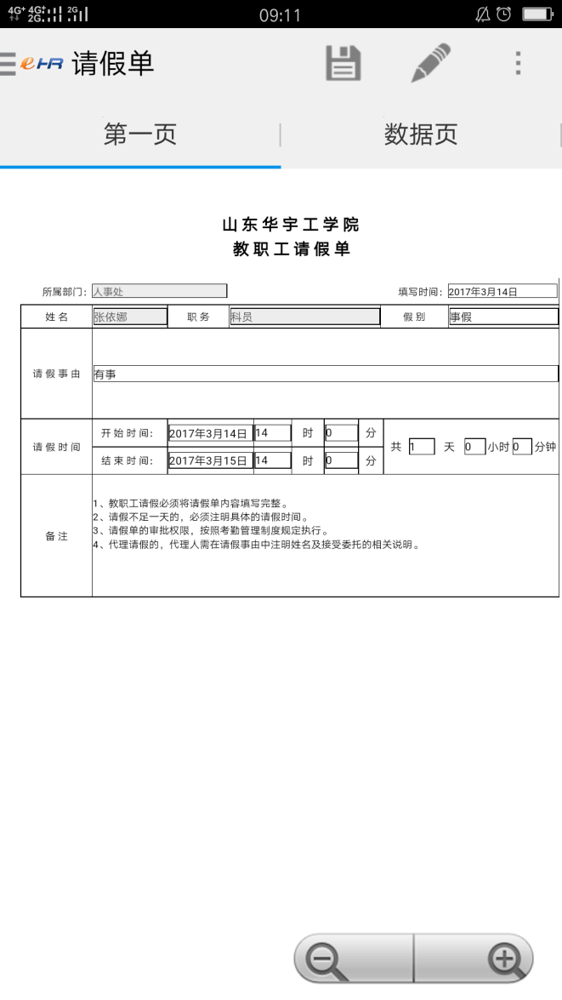 4G+ 4G+ 2G 2G 09:11
eHR 请假单
第一页 数据页
山东华宇工学院
教职工请假单
所属部门: 人事处 填写时间: 2017年3月14日
姓名 张依娜 职务 科员 假别 事假
请假事由 有事
请假时间 开始时间: 2017年3月14日 14 时 0 分 共 1 天 0 小时 0 分钟
结束时间: 2017年3月15日 14 时 0 分
备注
1、教职工请假必须将请假单内容填写完整。
2、请假不足一天的，必须注明具体的请假时间。
3、请假单的审批权限，按照考勤管理制度规定执行。
4、代理请假的，代理人需在请假事由中注明姓名及接受委托的相关说明。